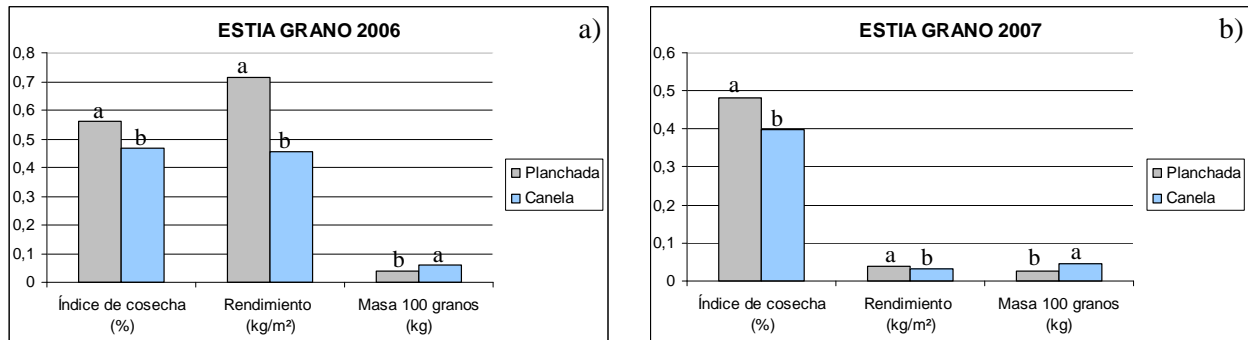 ESTIA GRANO 2006
a)
0,8
0,7
0,6
0,5
0,4
0,3
0,2
0,1
0
a
b
a
b
b
a
Índice de cosecha
(%)
Rendimiento
(kg/m²)
Masa 100 granos
(kg)
Planchada
Canela
ESTIA GRANO 2007
b)
0,6
0,5
0,4
0,3
0,2
0,1
0
a
b
a
b
b
a
Índice de cosecha
(%)
Rendimiento
(kg/m²)
Masa 100 granos
(kg)
Planchada
Canela